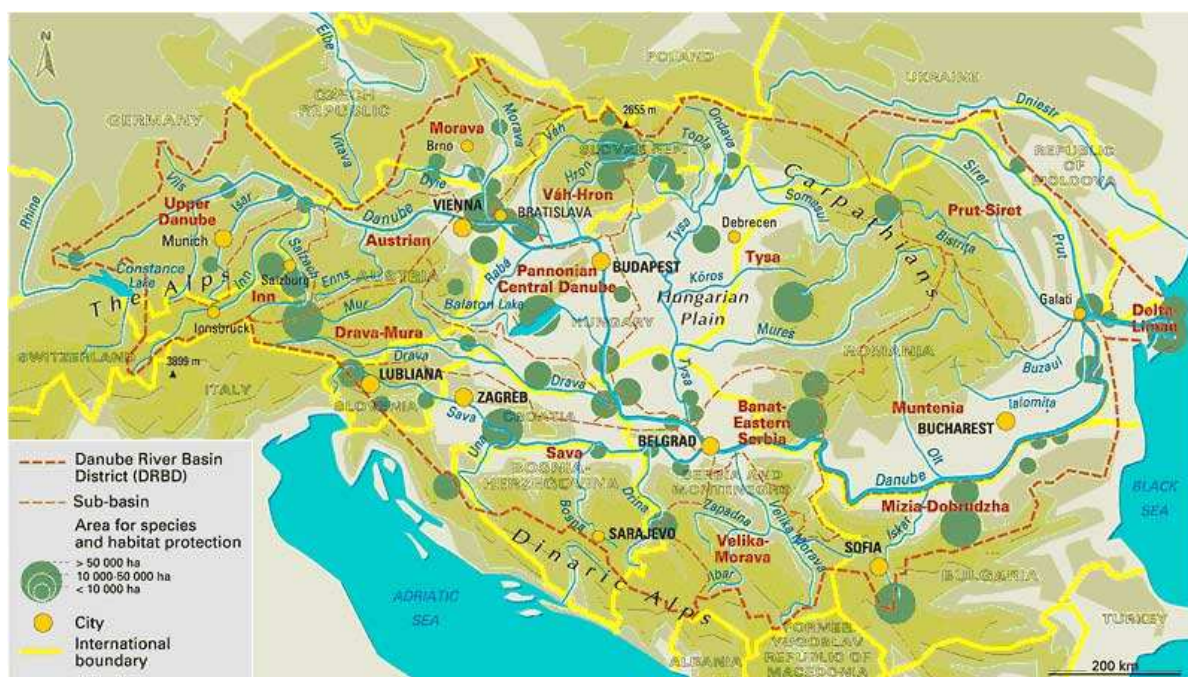 N
GERMANY
Elbe
CZECH
REPUBLIC
Vltava
POLAND
UKRAINE
Dniestr
REPUBLIC
OF
MOLDOVA
2655 m
Morava
Brno
Morava
Dyje
Váh
Hron
SLOVAK REP.
Topla
Ondava
Váh-Hron
BRATISLAVA
VIENNA
Danube
Austrian
AUSTRIA
Vils
Isar
Upper
Danube
Munich
Rhine
Constance
Lake
The Alps
Inn
Salzach
Salzburg
Enns
Inn
Innsbruck
Mur
SWITZERLAND
3899 m
ITALY
Drava-Mura
Drava
Raba
Balaton Lake
Pannonian
Central Danube
BUDAPEST
HUNGARY
Hungarian
Plain
Debrecen
Tysa
Tysa
Körös
Mures
Tysa
Somesul
Carpathians
Siret
Prut-Siret
Bistrita
Prut
Galati
Delta-
Liman
ROMANIA
Buzaul
Ialomita
Muntenia
BUCHAREST
Olt
Danube
BLACK
SEA
LUBLIANA
SLOVENIA
ZAGREB
CROATIA
Drava
Sava
Una
Sava
BOSNIA-
HERSEGOVINA
Bosna
Drina
SARAJEVO
BELGRAD
SERBIA AND
MONTENEGRO
Banat-
Eastern
Serbia
Zapadna
Velika-
Morava
Velika Morava
Ibar
SOFIA
Iskar
Mizia-Dobrudzha
BULGARIA
TURKEY
FORMER
YUGOSLAV
REPUBLIC OF
MACEDONIA
ALBANIA
Dinaric Alps
ADRIATIC
SEA
Danube River Basin
District (DRBD)
Sub-basin
Area for species
and habitat protection
> 50 000 ha
10 000-50 000 ha
< 10 000 ha
City
International
boundary
200 km